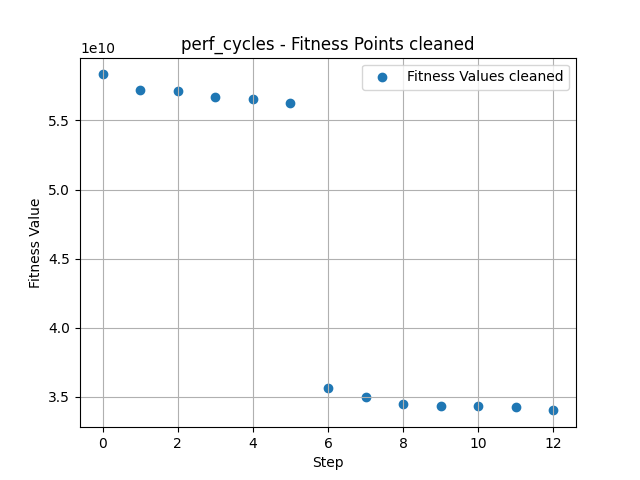 perf_cycles - Fitness Points cleaned
1e10
Fitness Values cleaned
5.5
5.0
4.5
4.0
3.5
Fitness Value
0 2 4 6 8 10 12
Step